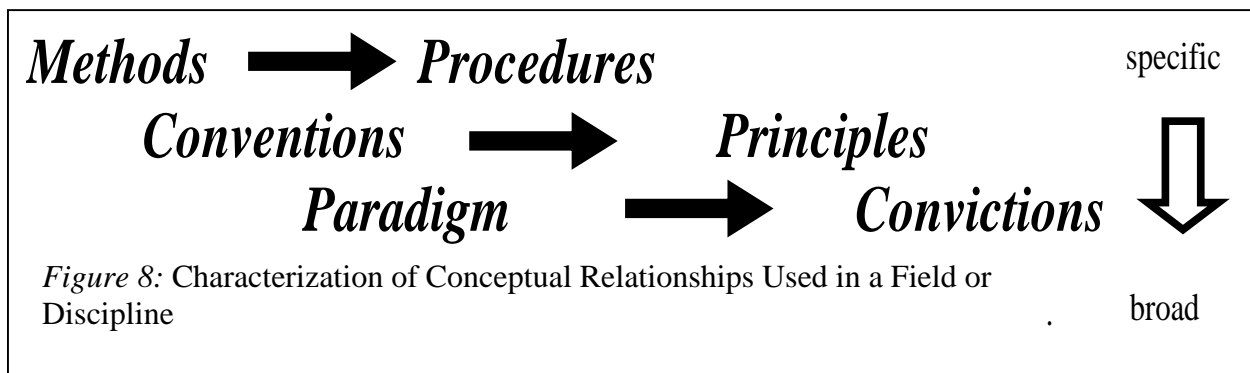 Methods Procedures specific
Conventions Principles
Paradigm Convictions
Figure 8: Characterization of Conceptual Relationships Used in a Field or
Discipline . broad